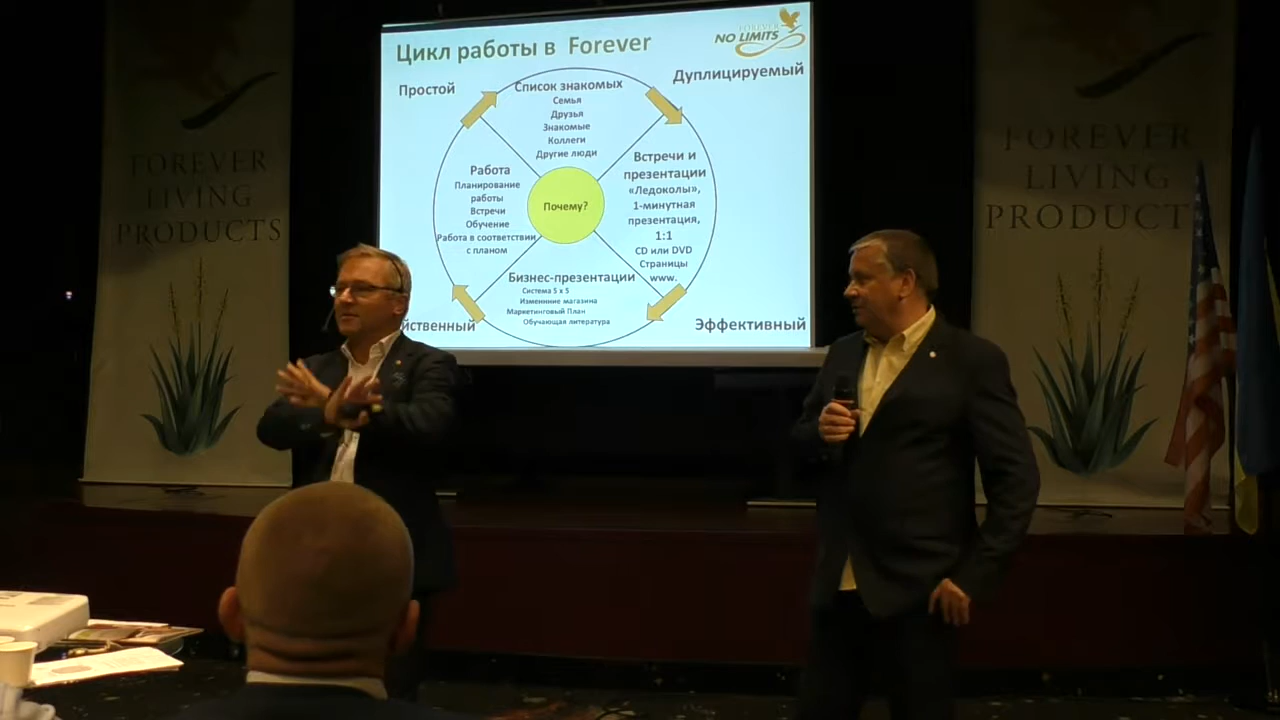 Цикл работы в Forever
FOREVER
NO LIMITS
Простой
Дуплицируемый
Список знакомых
Семья
Друзья
Знакомые
Коллеги
Другие люди
Встречи и
презентации
«Ледоколы»,
1-минутная
презентация,
1:1
CD или DVD
Страницы
www.
Работа
Планирование
работы
Встречи
Обучение
Работа в соответствии
с планом
Почему?
Бизнес-презентации
Система 5 х 5
Изменнине магазина
Маркетинговый План
Обучающая литература
йственный
Эффективный
FOREVER
LIVING
PRODUCTS
FOREVER
LIVING
PRODUCT